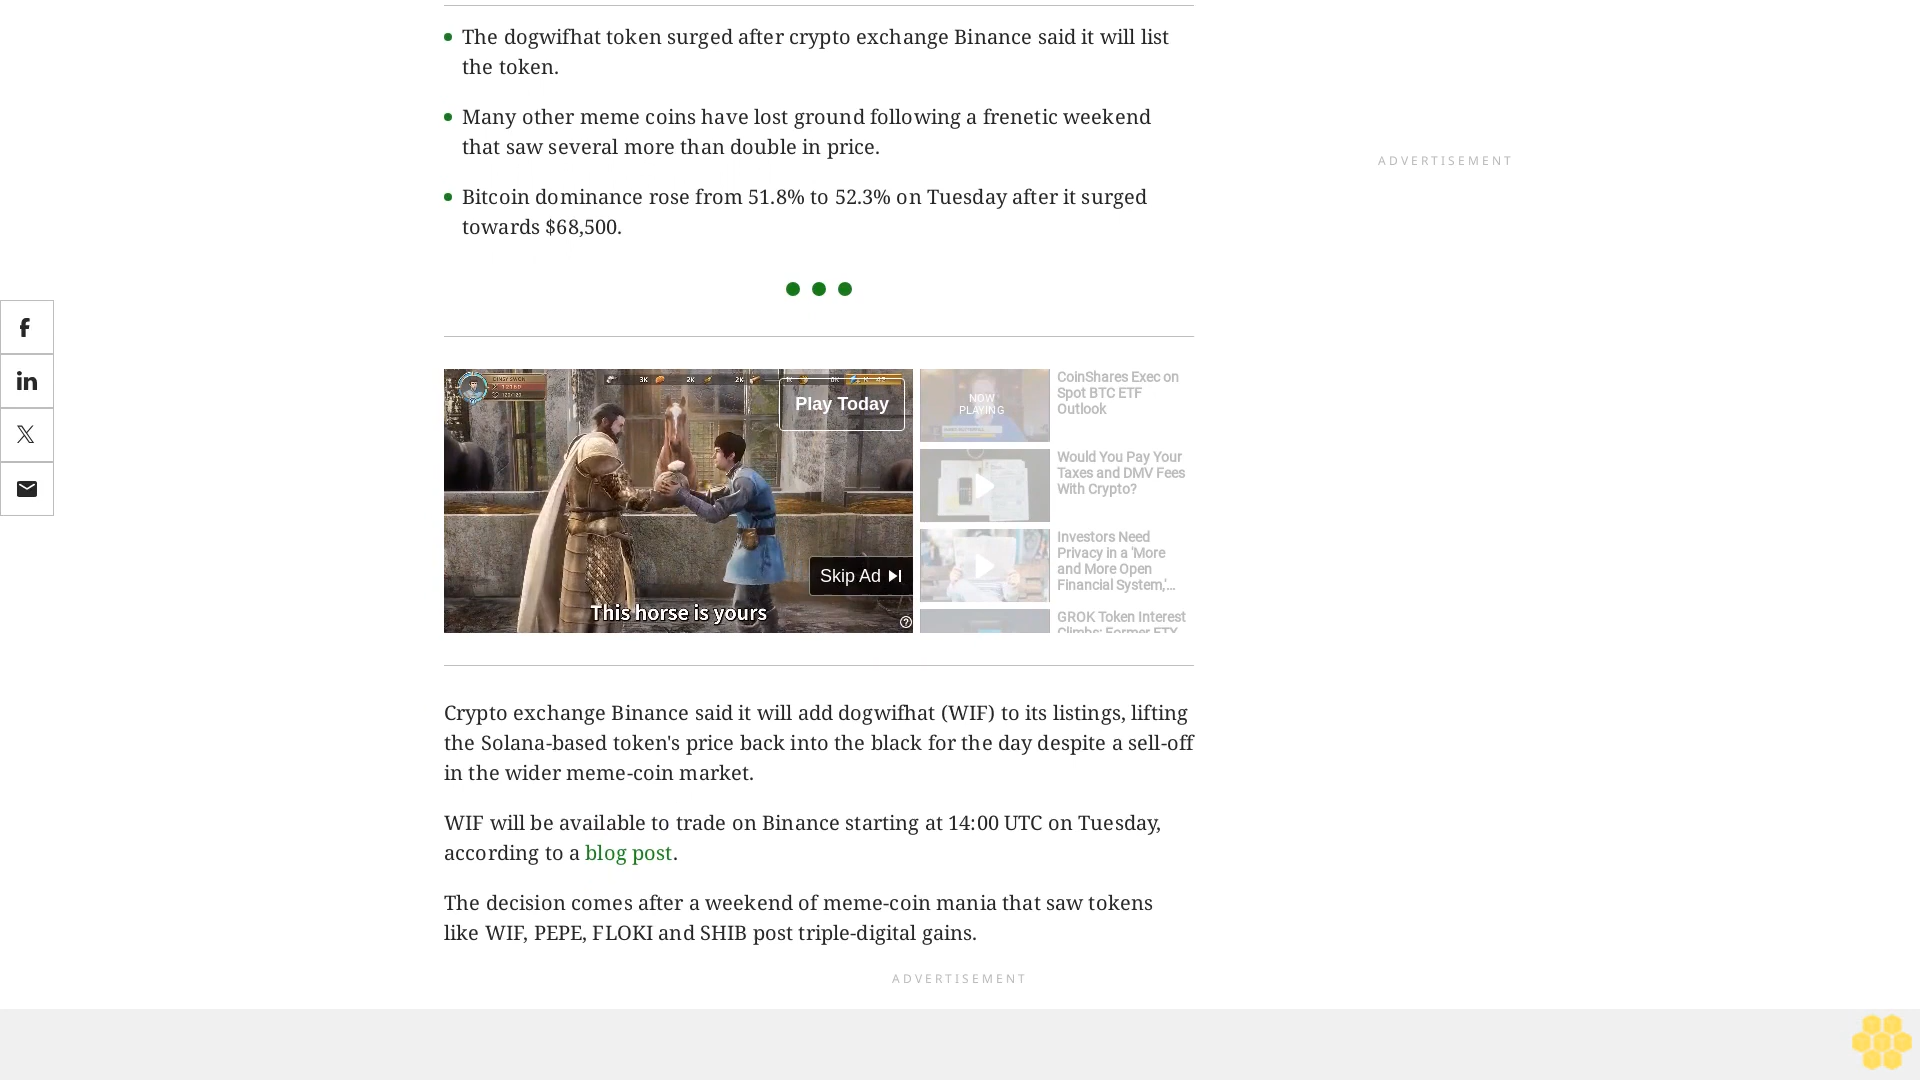 The dogwifhat token surged after crypto exchange Binance said it will list
the token.
Many other meme coins have lost ground following a frenetic weekend
that saw several more than double in price.
Bitcoin dominance rose from 51.8% to 52.3% on Tuesday after it surged
towards $68,500.
ADVERTISEMENT
3K
2K
2K
Play Today
Skip Ad
This horse is yours
NOW
PLAYING
CoinShares Exec on
Spot BTC ETF
Outlook
Would You Pay Your
Taxes and DMV Fees
With Crypto?
Investors Need
Privacy in a 'More
and More Open
Financial System,'...
GROK Token Interest
Climbs; Former FTX
Crypto exchange Binance said it will add dogwifhat (WIF) to its listings, lifting
the Solana-based token's price back into the black for the day despite a sell-off
in the wider meme-coin market.
WIF will be available to trade on Binance starting at 14:00 UTC on Tuesday,
according to a blog post.
The decision comes after a weekend of meme-coin mania that saw tokens
like WIF, PEPE, FLOKI and SHIB post triple-digital gains.
ADVERTISEMENT